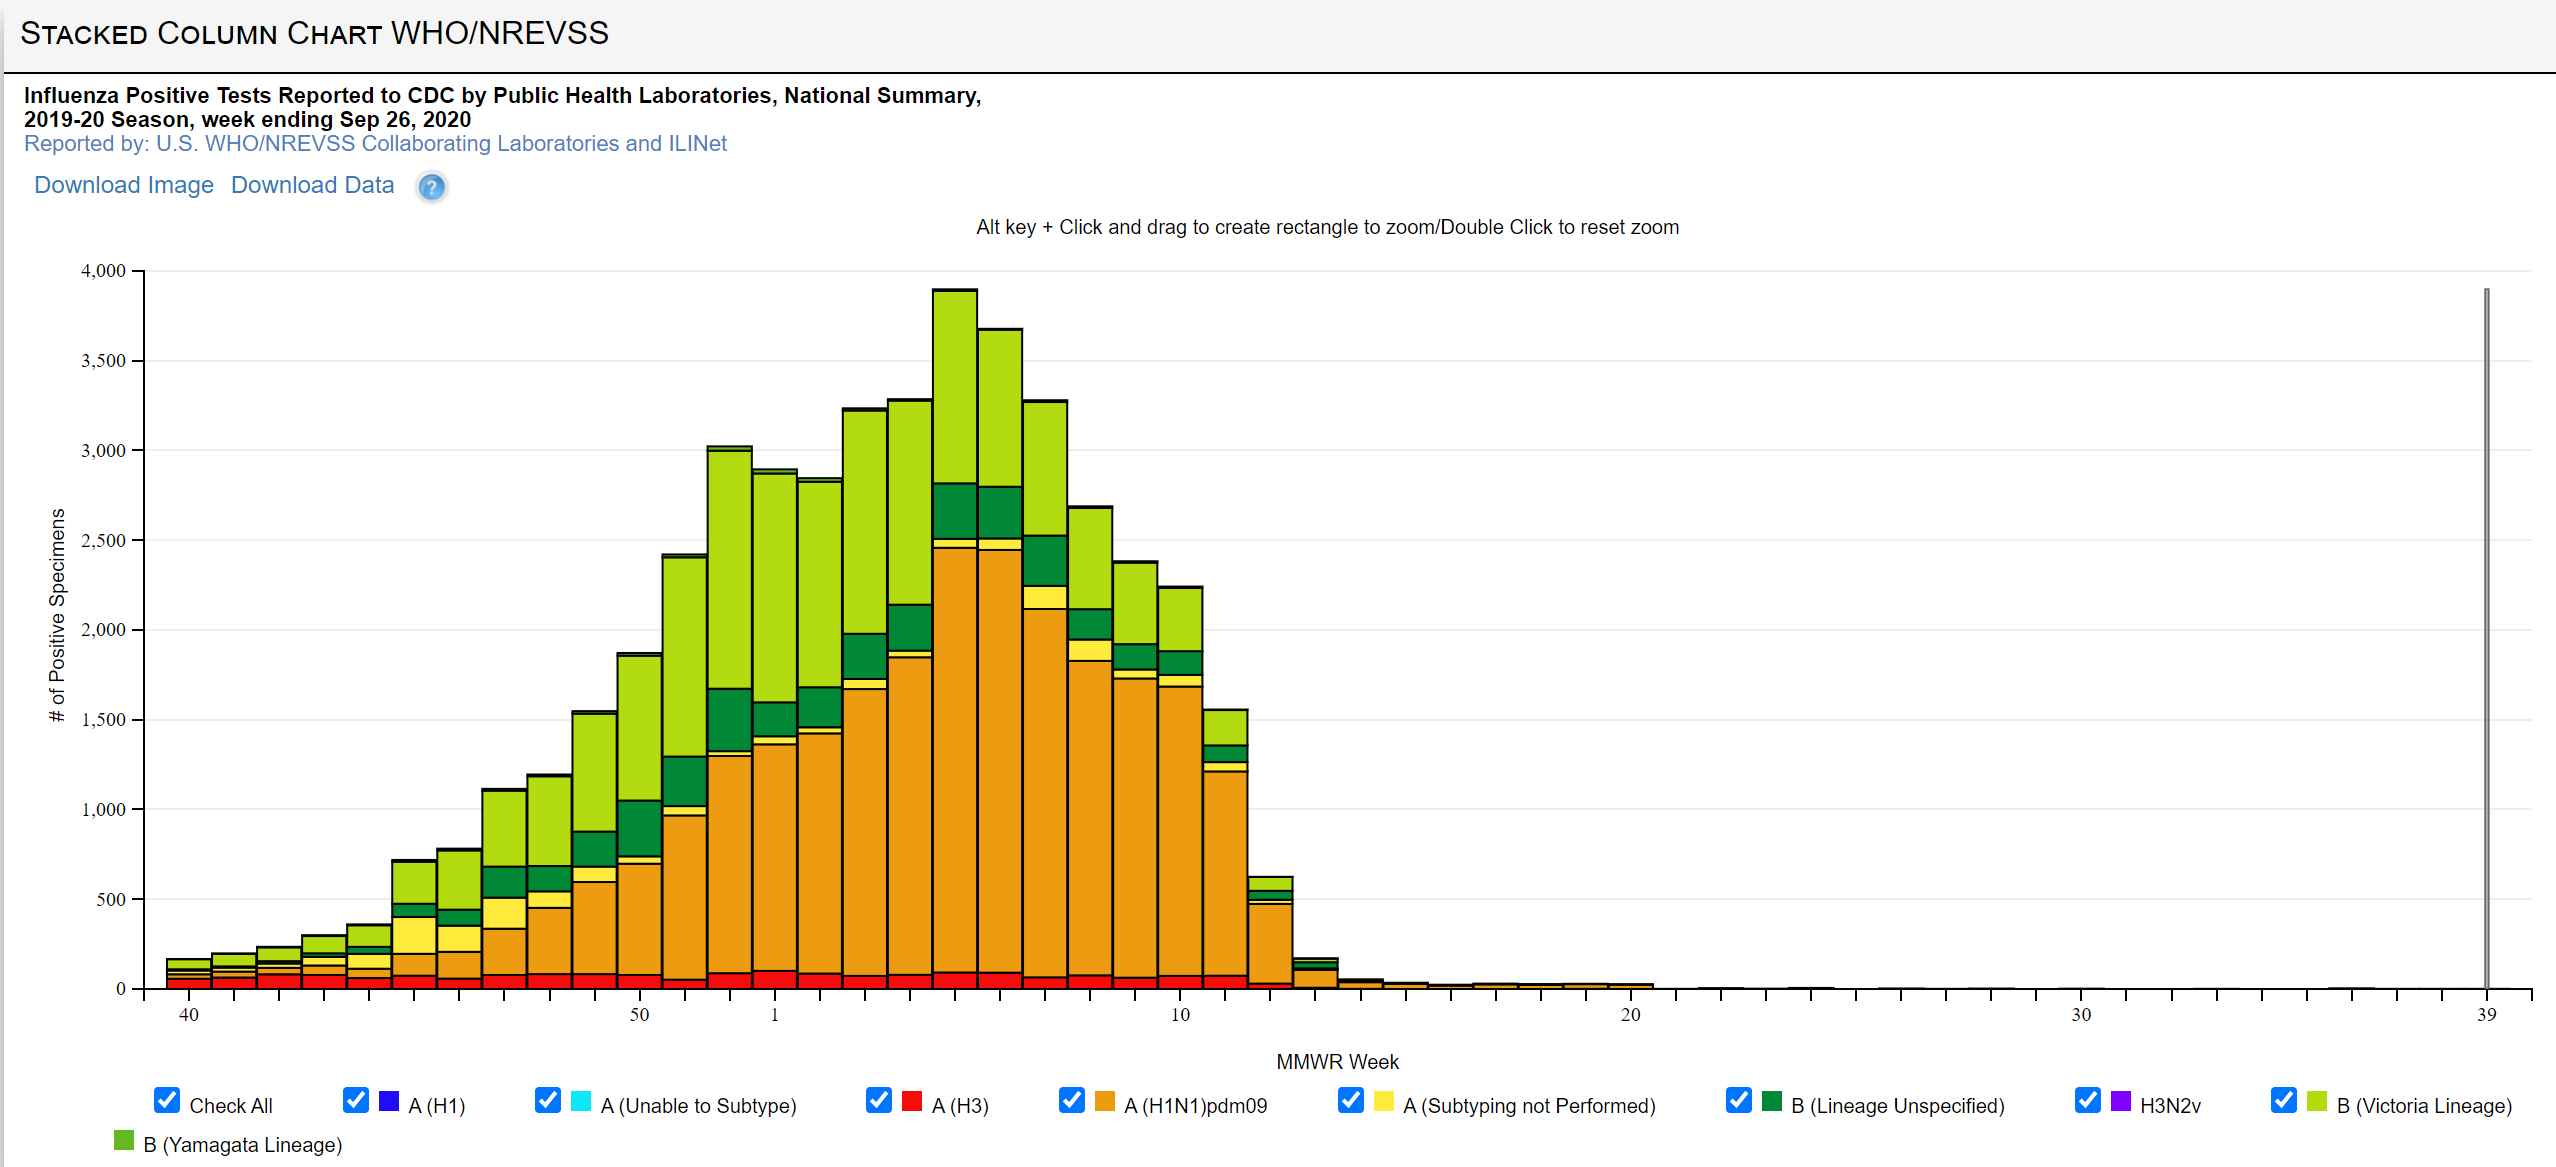 STACKED COLUMN CHART WHO/NREVSS
Influenza Positive Tests Reported to CDC by Public Health Laboratories, National Summary,
2019-20 Season, week ending Sep 26, 2020
Reported by: U.S. WHO/NREVSS Collaborating Laboratories and ILINet
Download Image Download Data ?
Alt key + Click and drag to create rectangle to zoom/Double Click to reset zoom
# of Positive Specimens
4,000
3,500
3,000
2,500
2,000
1,500
1,000
500
0
40 50 1 10 20 30 39
MMWR Week
Check All A (H1) A (Unable to Subtype) A (H3) A (H1N1)pdm09 A (Subtyping not Performed) B (Lineage Unspecified) H3N2v B (Victoria Lineage)
B (Yamagata Lineage)